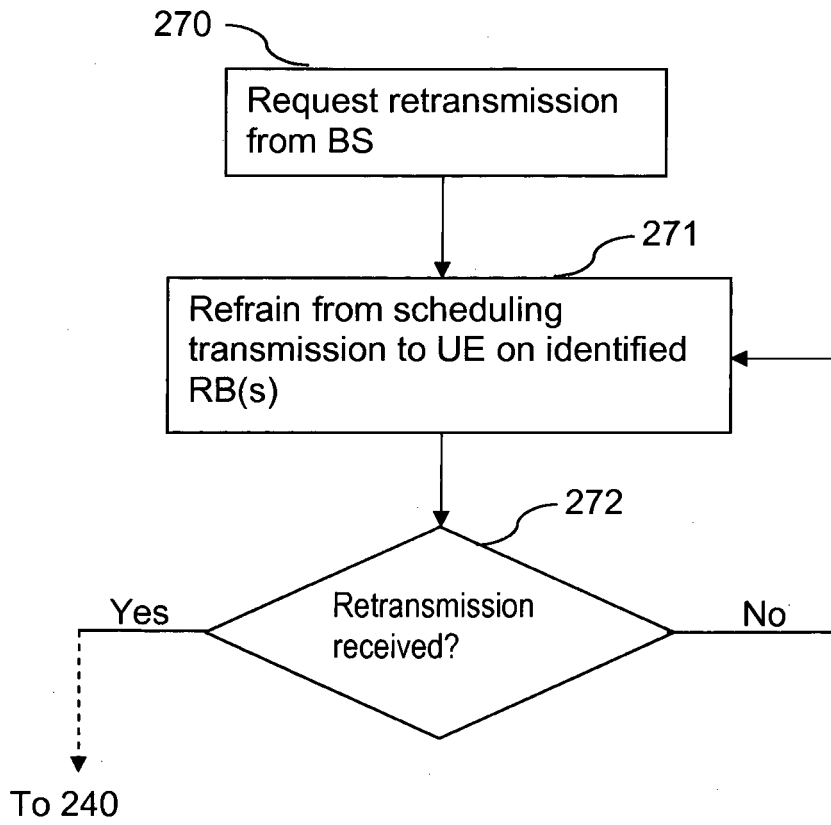 270
Request retransmission
from BS
271
Refrain from scheduling
transmission to UE on identified
RB(s)
272
Retransmission
received?
Yes
No
To 240